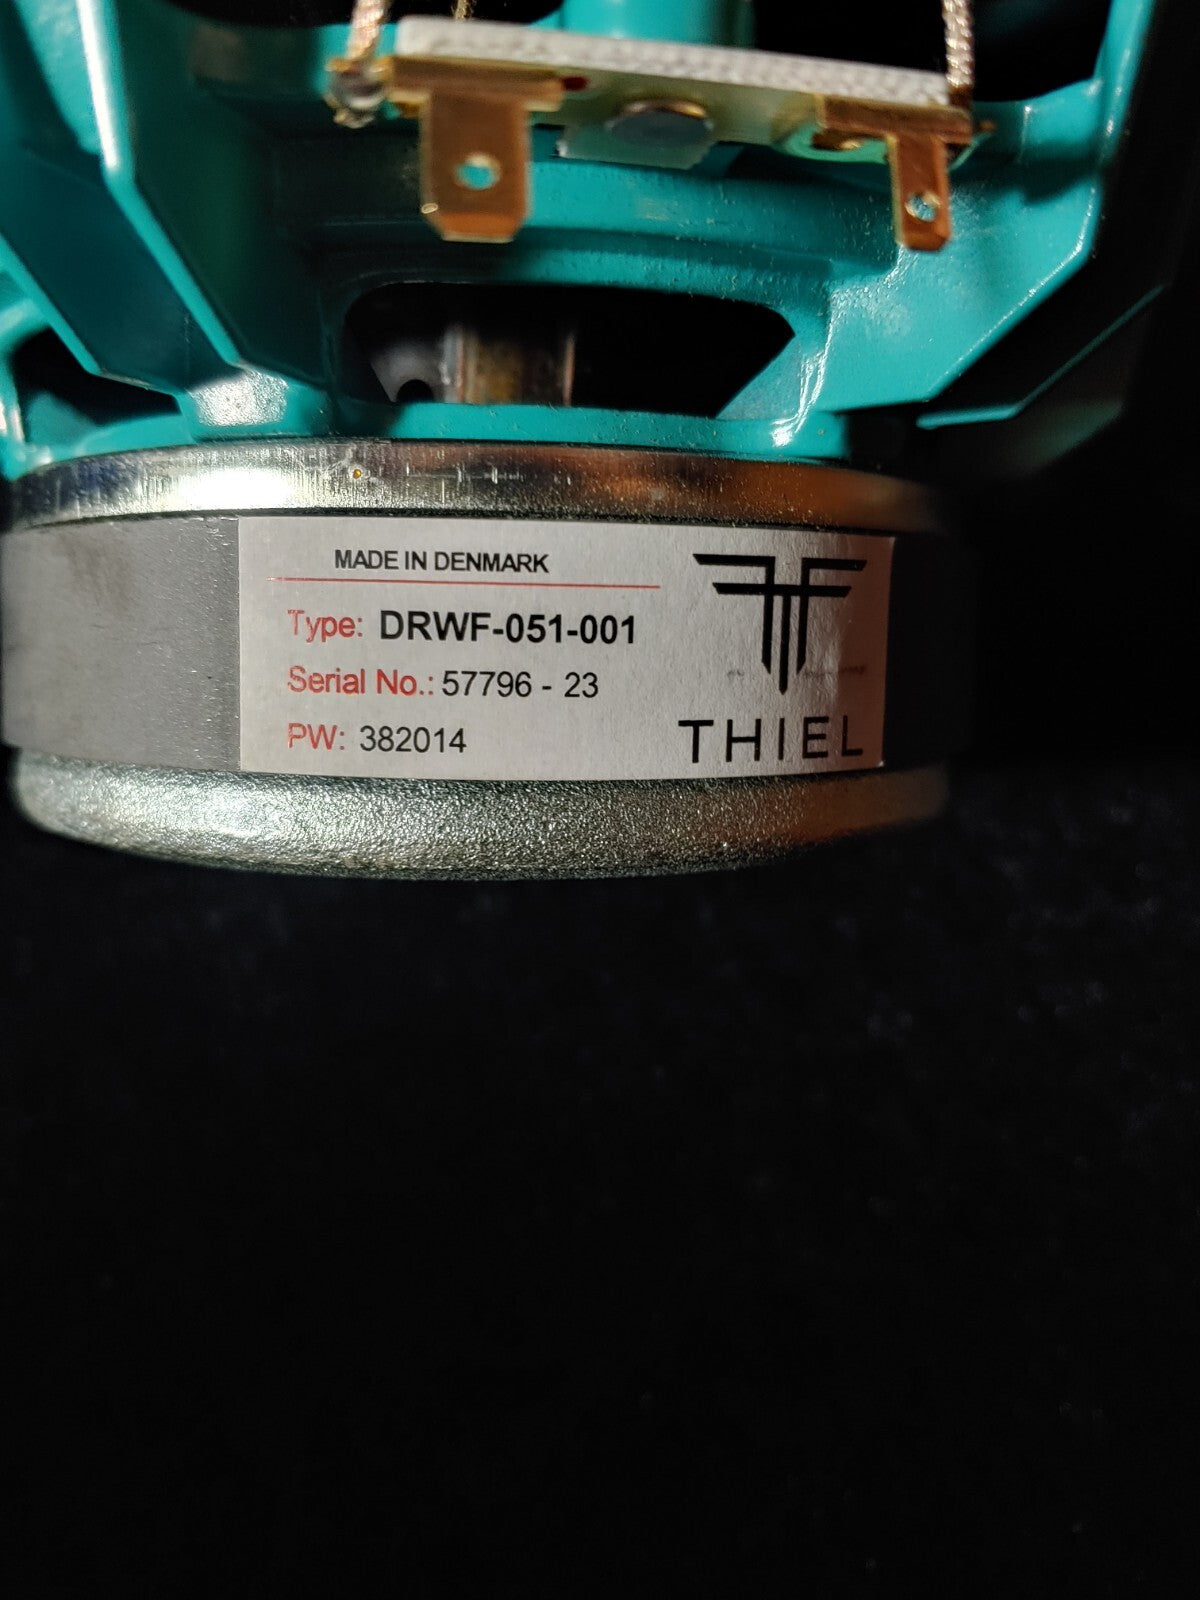 MADE IN DENMARK
Type: DRWF-051-001
Serial No.: 57796 - 23
PW: 382014
THIEL